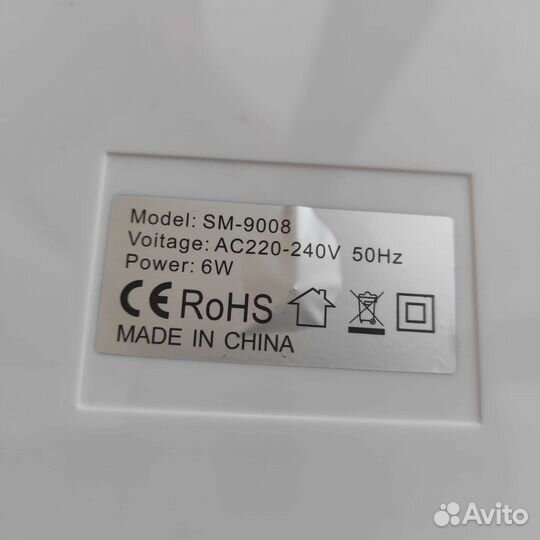 Model: SM-9008
Voitage: AC220-240V 50Hz
Power: 6W
CE RoHS
MADE IN CHINA
Avito